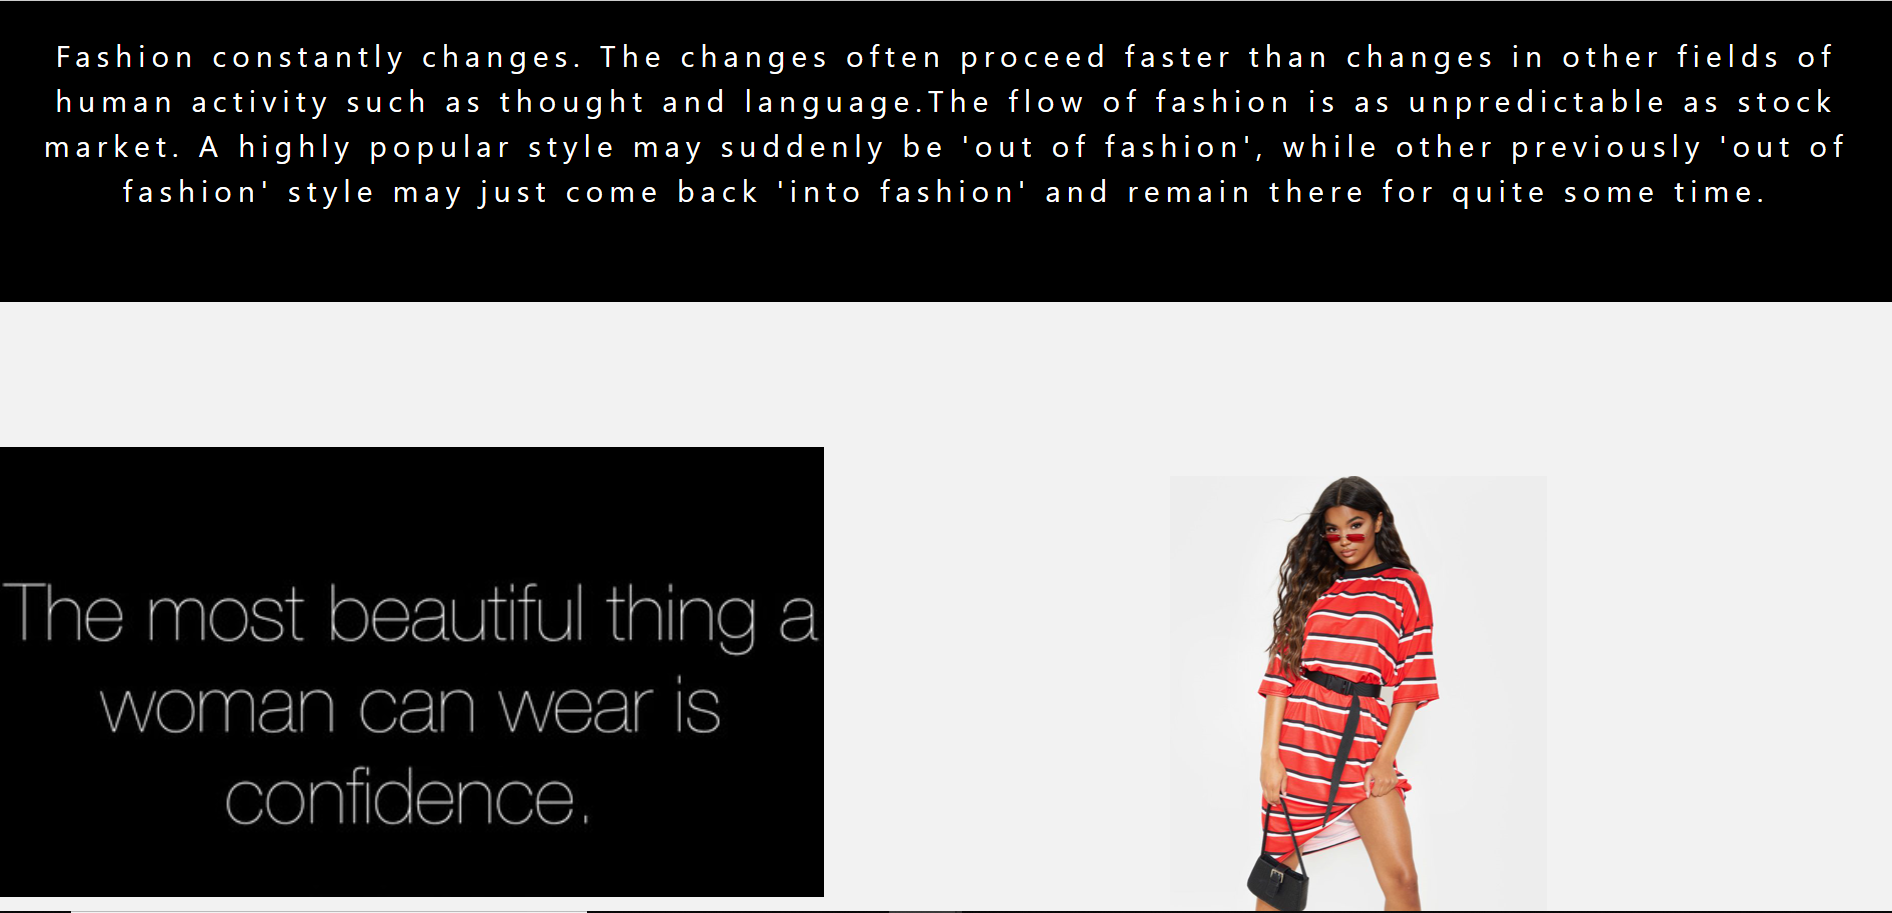 Fashion constantly changes. The changes often proceed faster than changes in other fields of
human activity such as thought and language.The flow of fashion is as unpredictable as stock
market. A highly popular style may suddenly be 'out of fashion', while other previously 'out of
fashion' style may just come back 'into fashion' and remain there for quite some time.
The most beautiful thing a
woman can wear is
confidence.